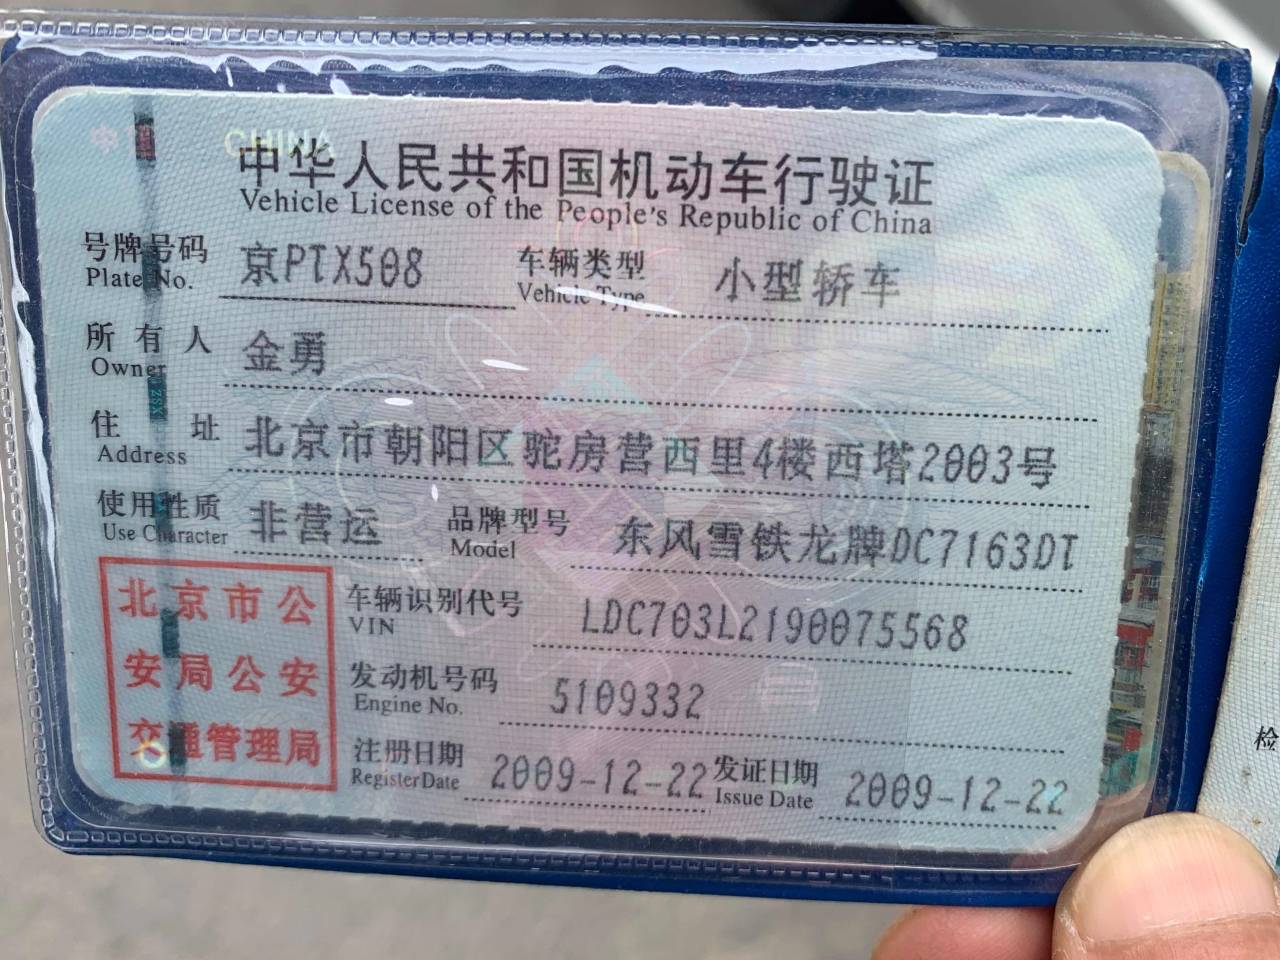 CHINA
中华人民共和国机动车行驶证
Vehicle License of the People's Republic of China
号牌号码 京PTX508 车辆类型 小型轿车
Plate No. Vehicle Type
所有人 金勇
Owner
住址 北京市朝阳区驼房营西里4楼西塔2003号
Address
使用性质 非营运 品牌型号 东风雪铁龙牌DC7163DT
Use Character Model
北京市公
安局公安
交通管理局
车辆识别代号 LDC703L2190075568
VIN
发动机号码 5109332
Engine No.
注册日期 2009-12-22 发证日期 2009-12-22
Register Date Issue Date
检